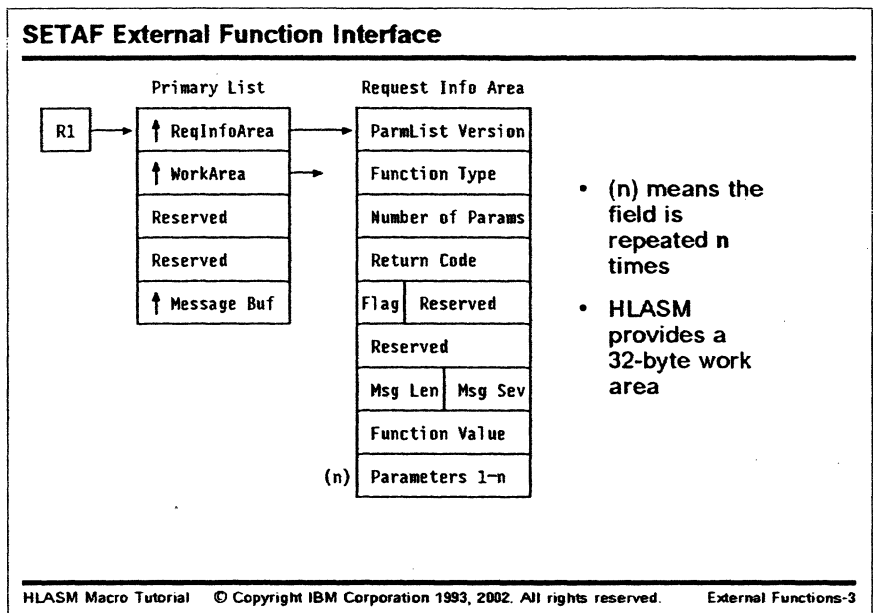 SETAF External Function Interface
Primary List
Request Info Area
R1
↑ ReqInfoArea
↑ WorkArea
Reserved
Reserved
↑ Message Buf
ParmList Version
Function Type
Number of Params
Return Code
Flag Reserved
Reserved
Msg Len Msg Sev
Function Value
(n) Parameters 1—n
• (n) means the
field is
repeated n
times
• HLASM
provides a
32-byte work
area
HLASM Macro Tutorial © Copyright IBM Corporation 1993, 2002. All rights reserved. External Functions-3